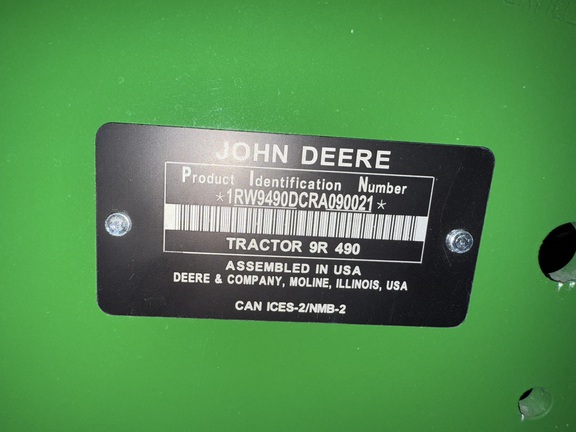 JOHN DEERE
Product Identification Number
*1RW9490DCRA090021*
TRACTOR 9R 490
ASSEMBLED IN USA
DEERE & COMPANY, MOLINE, ILLINOIS, USA
CAN ICES-2/NMB-2